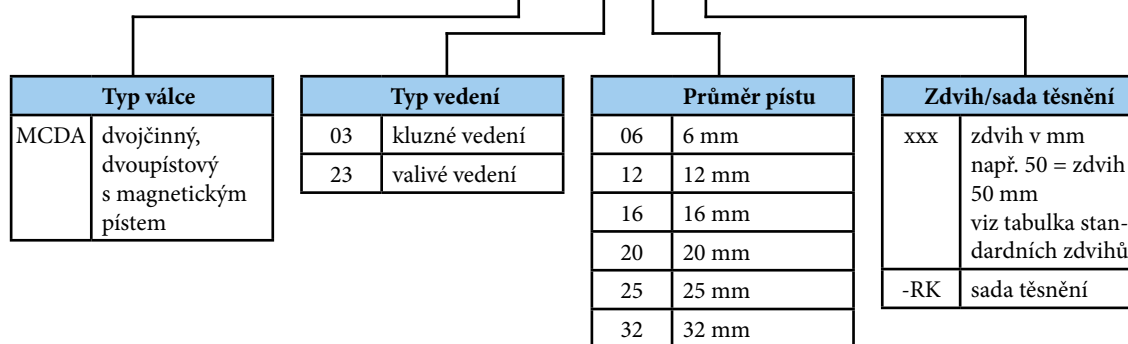 Typ válce
MCDA dvojčinný,
dvoupístový
s magnetickým
pístem
Typ vedení
03 kluzné vedení
23 valivé vedení
Průměr pístu
06 6 mm
12 12 mm
16 16 mm
20 20 mm
25 25 mm
32 32 mm
Zdvih/sada těsnění
xxx zdvih v mm
např. 50 = zdvih
50 mm
viz tabulka stan-
dardních zdvihů
-RK sada těsnění